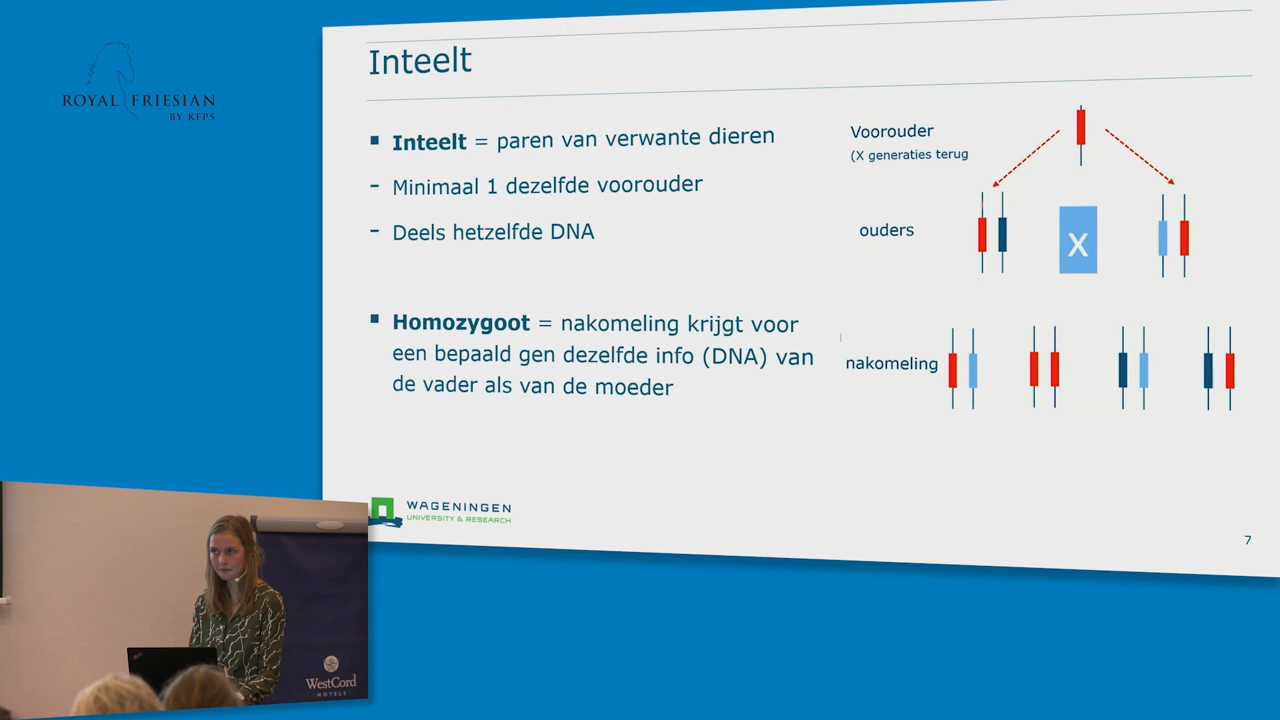 ROYAL FRIESIAN
BY KFPS
Inteelt
Inteelt = paren van verwante dieren
- Minimaal 1 dezelfde voorouder
- Deels hetzelfde DNA
Homozygoot = nakomeling krijgt voor
een bepaald gen dezelfde info (DNA) van
de vader als van de moeder
Voorouder
(X generaties terug
ouders
X
nakomeling
WAGENINGEN
UNIVERSITY & RESEARCH
7
WestCord
HOTELS